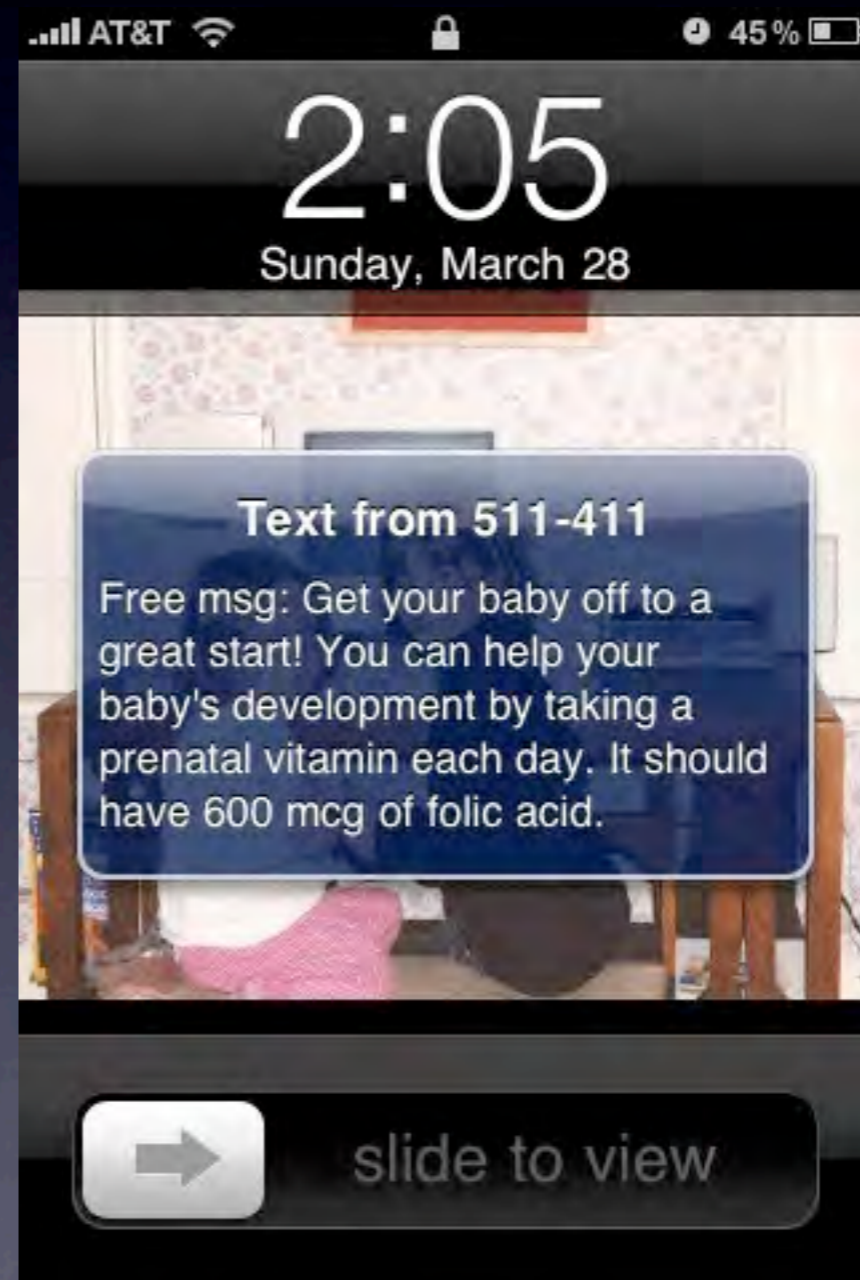 AT&T 45%
2:05
Sunday, March 28
Text from 511-411
Free msg: Get your baby off to a
great start! You can help your
baby's development by taking a
prenatal vitamin each day. It should
have 600 mcg of folic acid.
slide to view